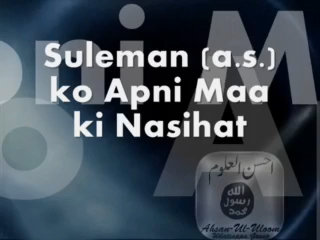 Suleman (a.s.)
ko Apni Maa
ki Nasihat
احسن العلوم
الله
رسول
محمد
Ahsan-Ul-Uloom